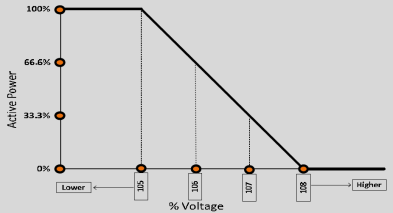 100%
66.6%
33.3%
0%
Active Power
Lower
105
106
107
108
Higher
% Voltage